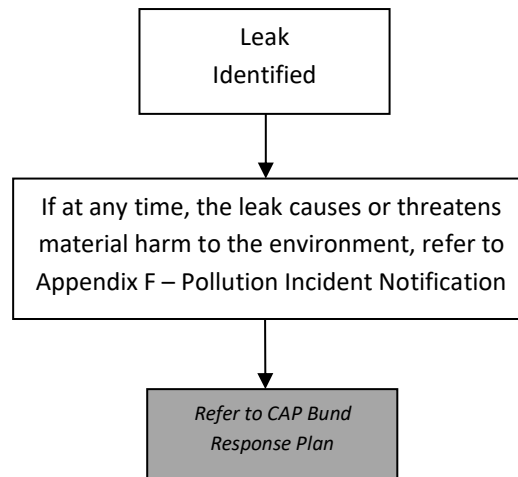 Leak
Identified
If at any time, the leak causes or threatens
material harm to the environment, refer to
Appendix F – Pollution Incident Notification
Refer to CAP Bund
Response Plan